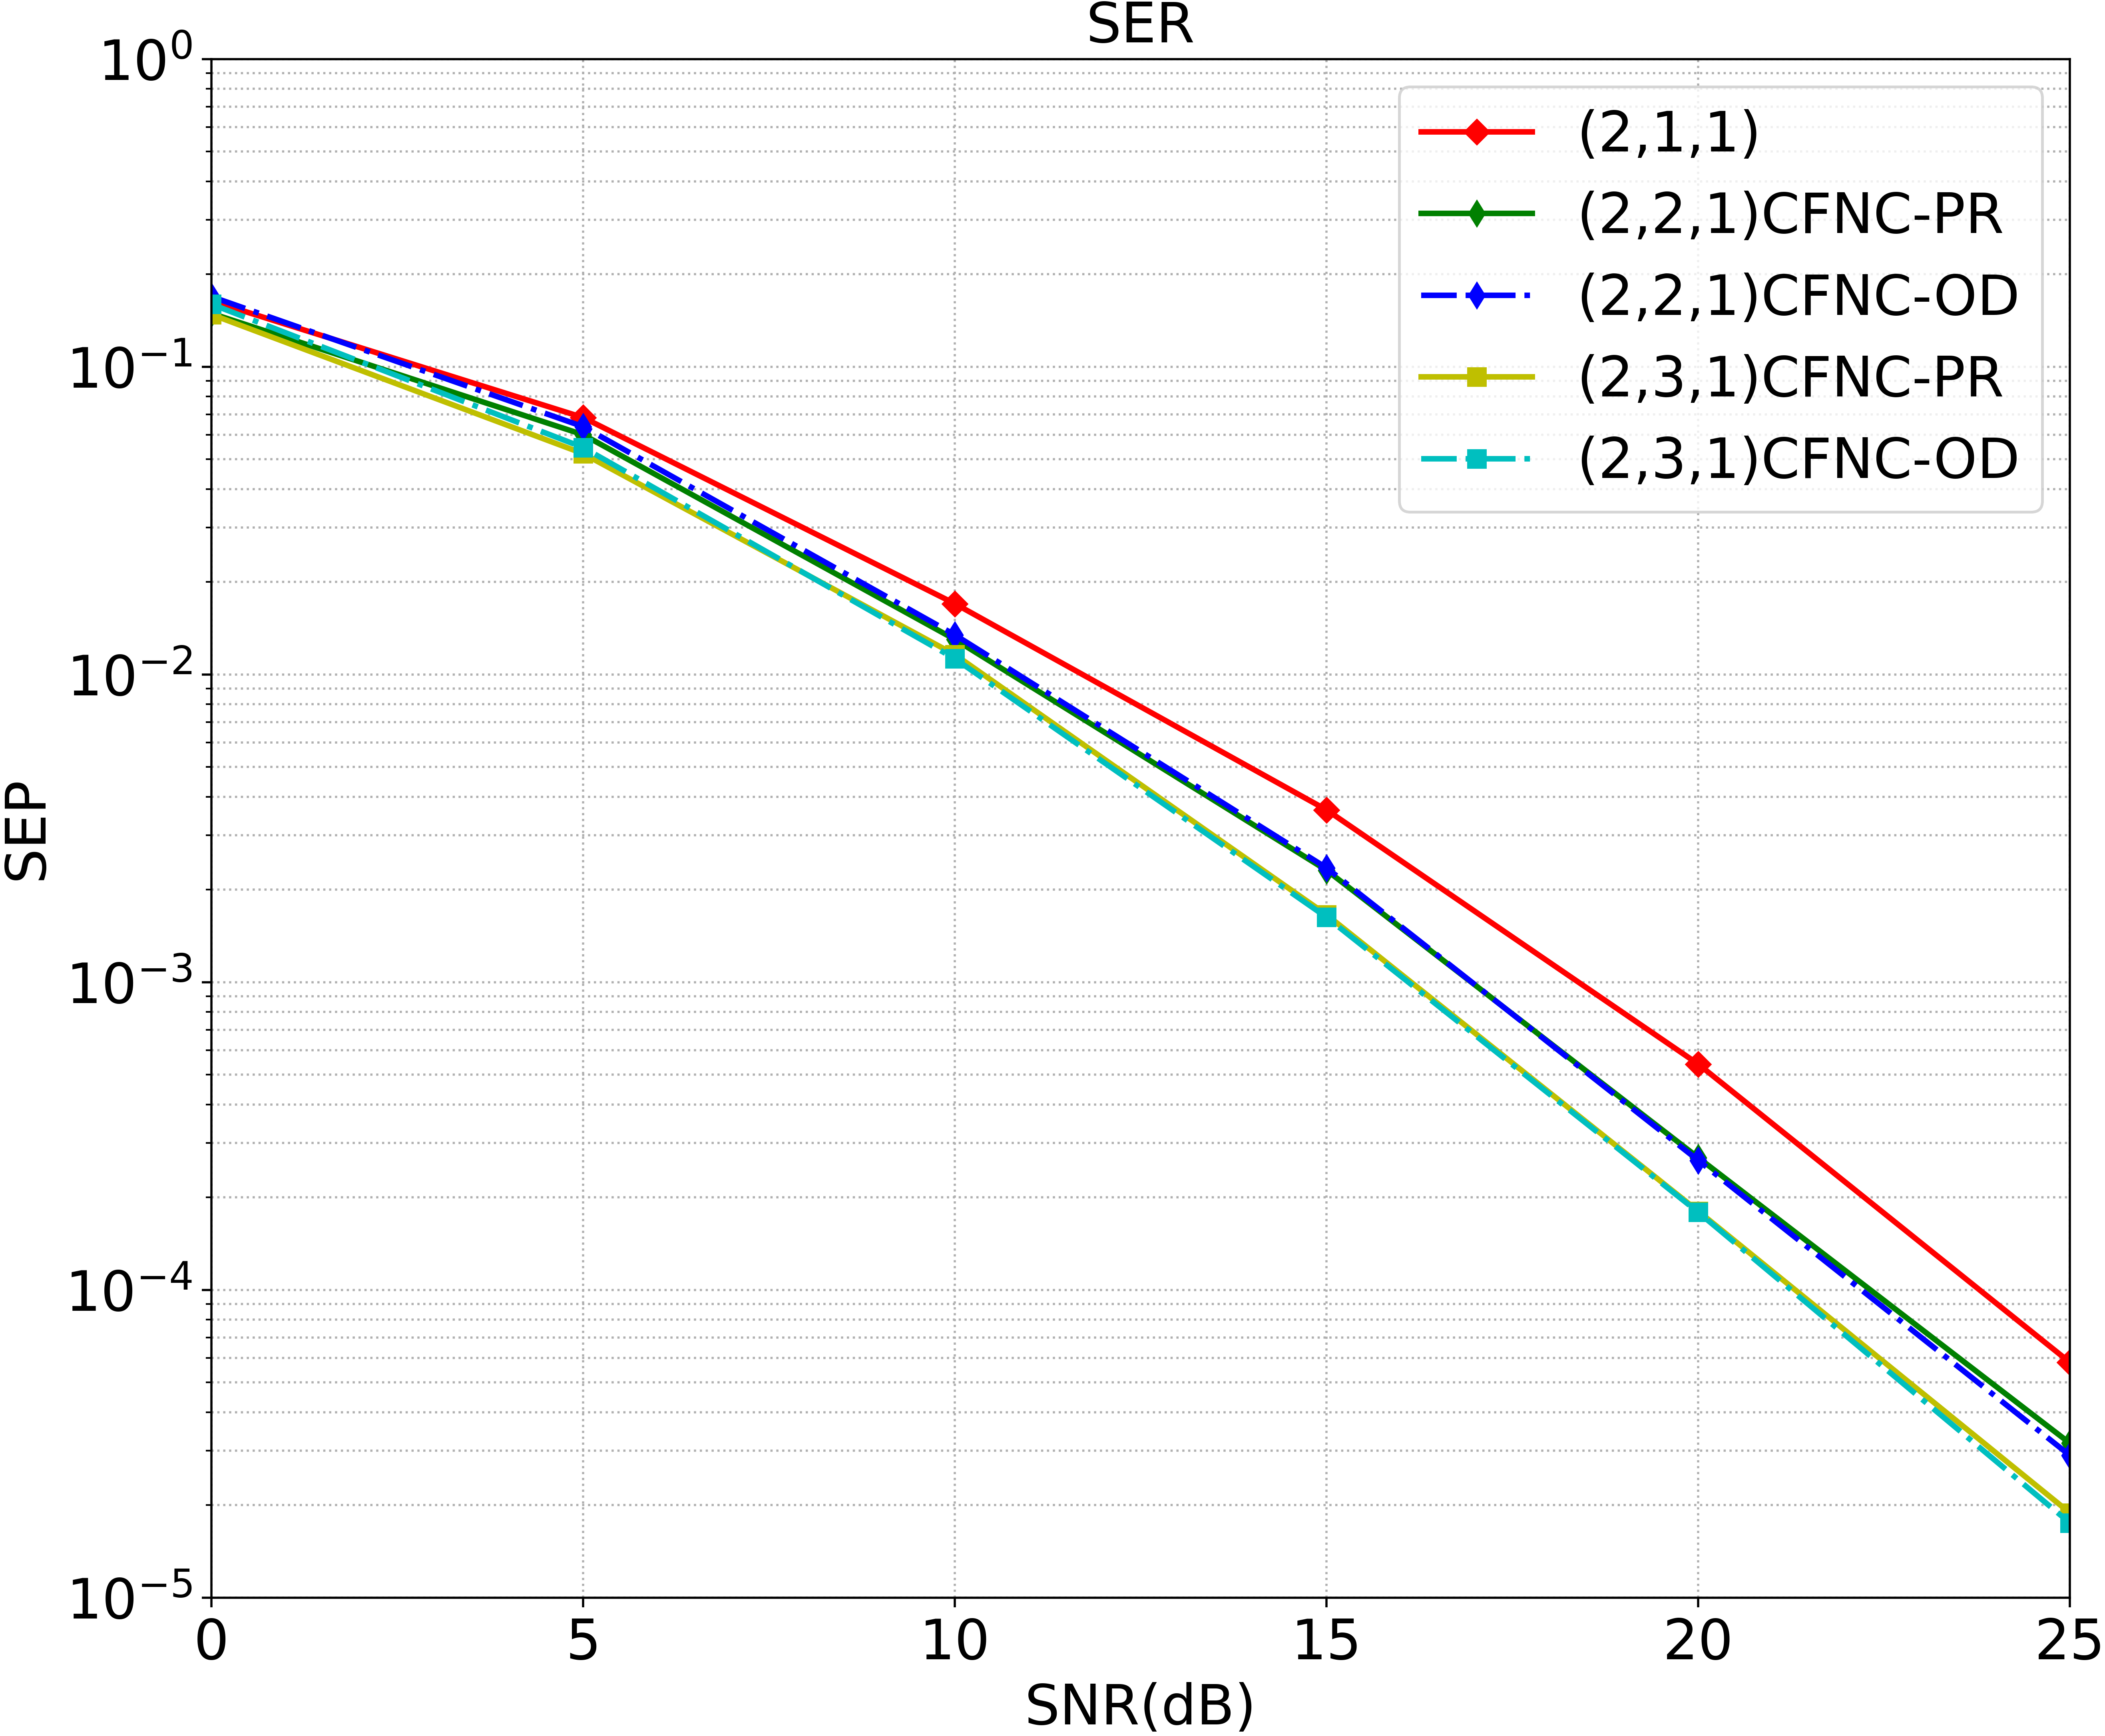 SER
10⁰
10⁻¹
10⁻²
10⁻³
10⁻⁴
10⁻⁵
SEP
(2,1,1)
(2,2,1)CFNC-PR
(2,2,1)CFNC-OD
(2,3,1)CFNC-PR
(2,3,1)CFNC-OD
0 5 10 15 20 25
SNR(dB)